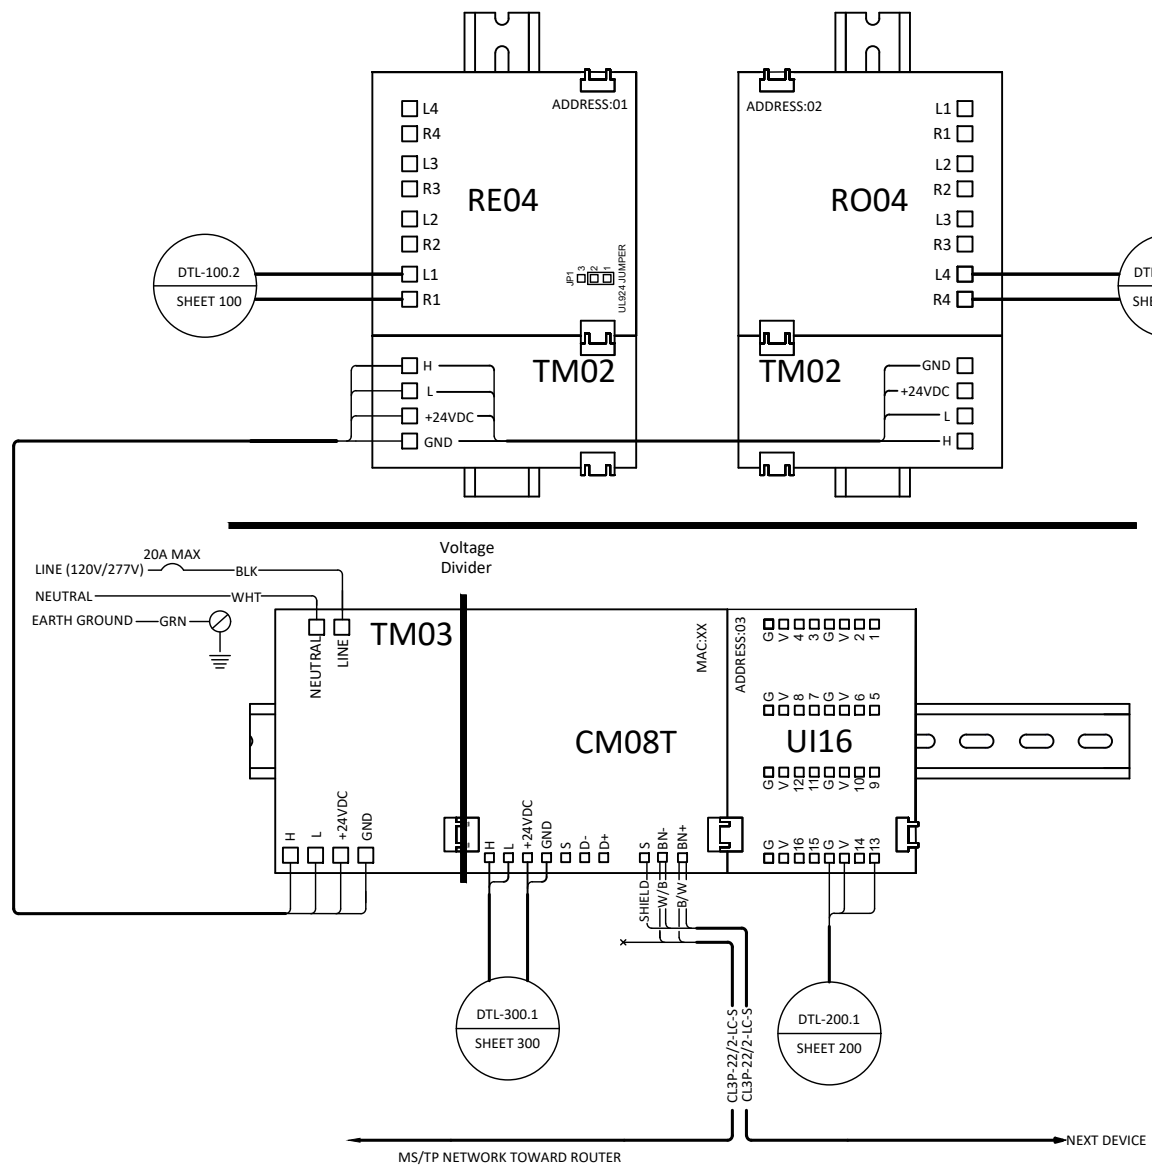 ADDRESS:01
L4
R4
L3
R3
L2
R2
L1
R1
RE04
JP1
3
2
1
UL924 JUMPER
DTL-100.2
SHEET 100
ADDRESS:02
L1
R1
L2
R2
L3
R3
L4
R4
RO04
DTL
SHE
H
L
+24VDC
GND
TM02
TM02
GND
+24VDC
L
H
Voltage
Divider
20A MAX
LINE (120V/277V)
BLK
NEUTRAL
WHT
EARTH GROUND
GRN
NEUTRAL
LINE
TM03
H
L
+24VDC
GND
MAC:XX
CM08T
H
L
+24VDC
GND
S
D-
D+
S
BN-
BN+
SHIELD
W/B
B/W
ADDRESS:03
G
V
4
3
G
V
2
1
G
V
8
7
G
V
6
5
UI16
G
V
12
11
G
V
10
9
G
V
16
15
G
V
14
13
DTL-300.1
SHEET 300
DTL-200.1
SHEET 200
CL3P-22/2-LC-S
CL3P-22/2-LC-S
NEXT DEVICE
MS/TP NETWORK TOWARD ROUTER